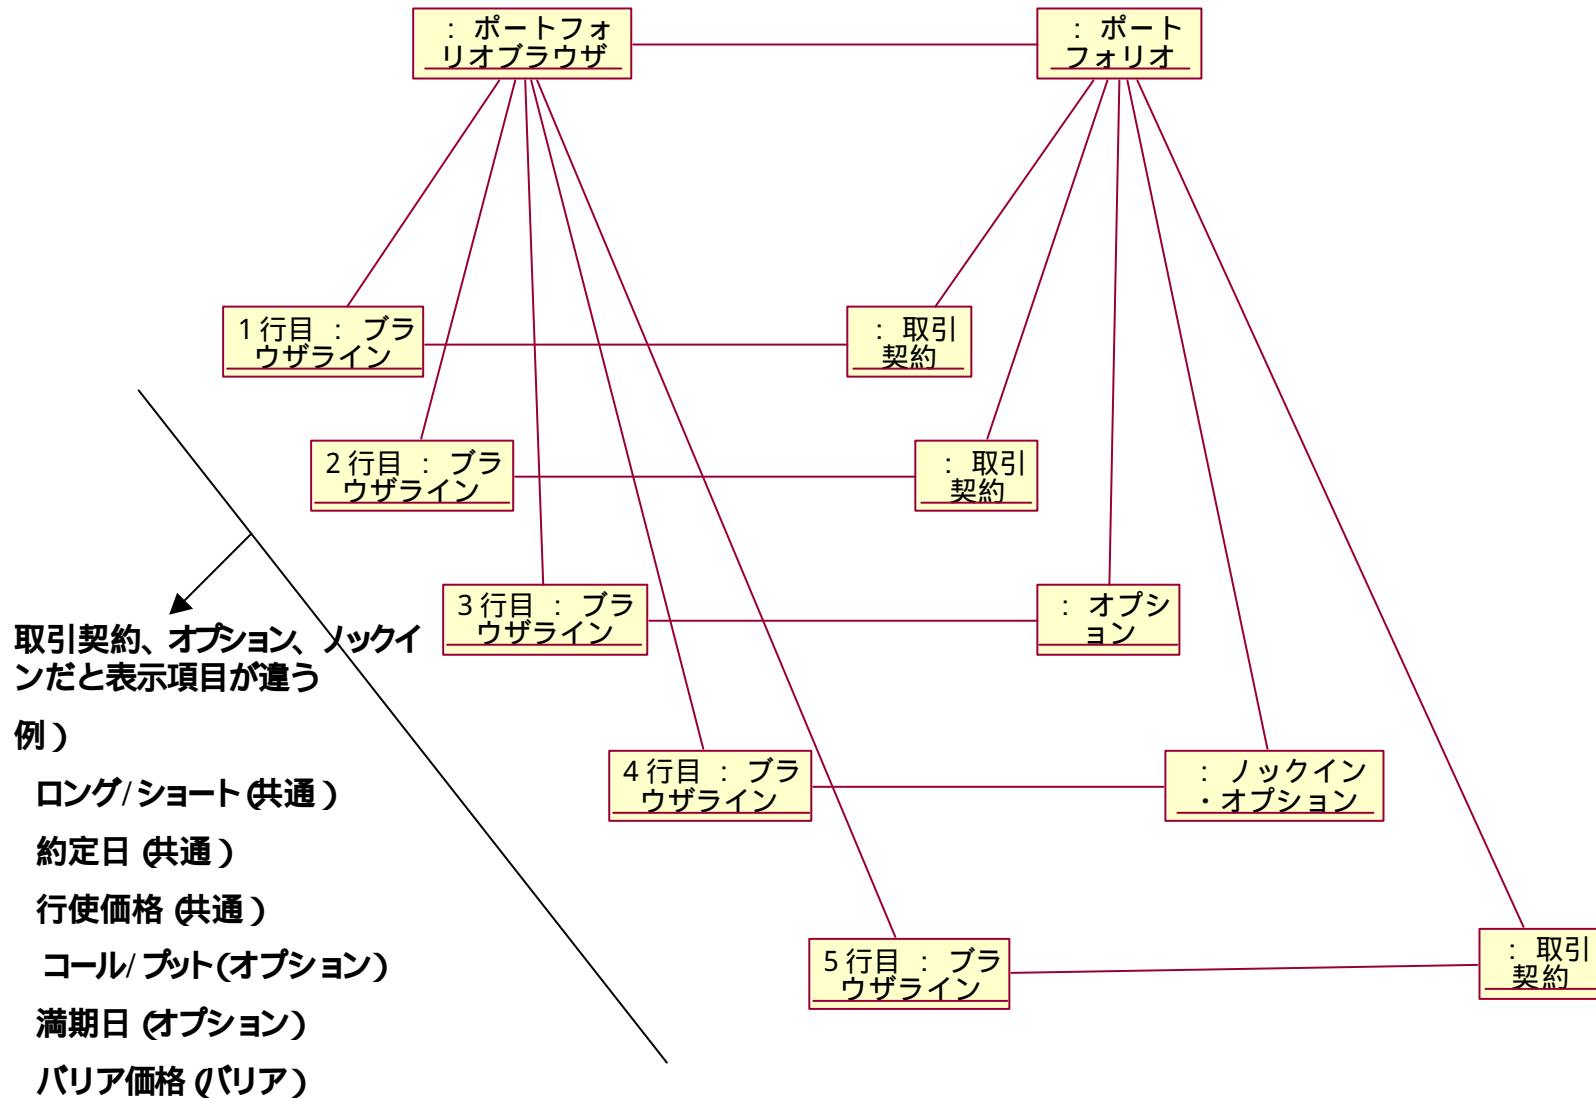 ： ポートフォ
リオブラウザ
： ポート
フォリオ
1行目 ： ブラ
ウザライン
： 取引
契約
2行目 ： ブラ
ウザライン
： 取引
契約
3行目 ： ブラ
ウザライン
： オプシ
ョン
4行目 ： ブラ
ウザライン
： ノックイン
・オプション
5行目 ： ブラ
ウザライン
： 取引
契約
取引契約、オプション、ノックイ
ンだと表示項目が違う
例）
ロング/ショート（共通）
約定日（共通）
行使価格（共通）
コール/プット（オプション）
満期日（オプション）
バリア価格（バリア）